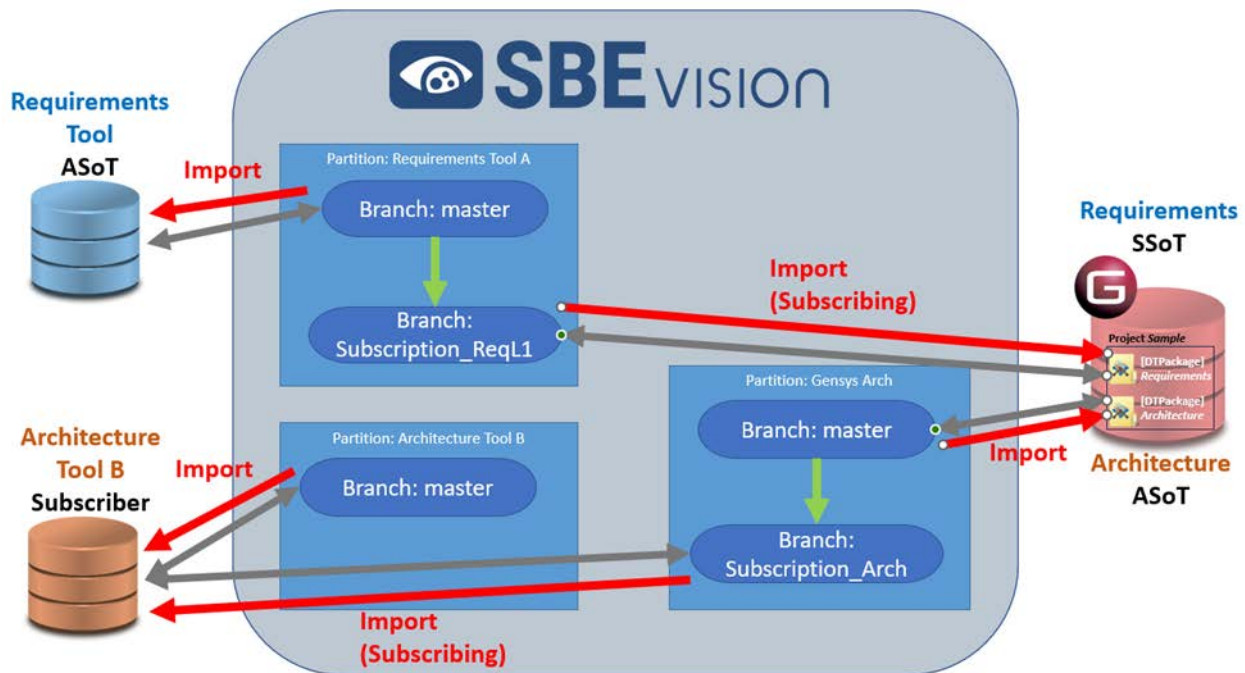 SBE VISION
Requirements
Tool
ASoT
Import
Partition: Requirements Tool A
Branch: master
Branch:
Subscription_ReqL1
Import
(Subscribing)
Requirements
SSoT
G
Project Sample
[DTPackage]
Requirements
[DTPackage]
Architecture
Architecture
ASoT
Partition: Gensys Arch
Branch: master
Import
Branch:
Subscription_Arch
Architecture
Tool B
Subscriber
Import
Partition: Architecture Tool B
Branch: master
Import
(Subscribing)